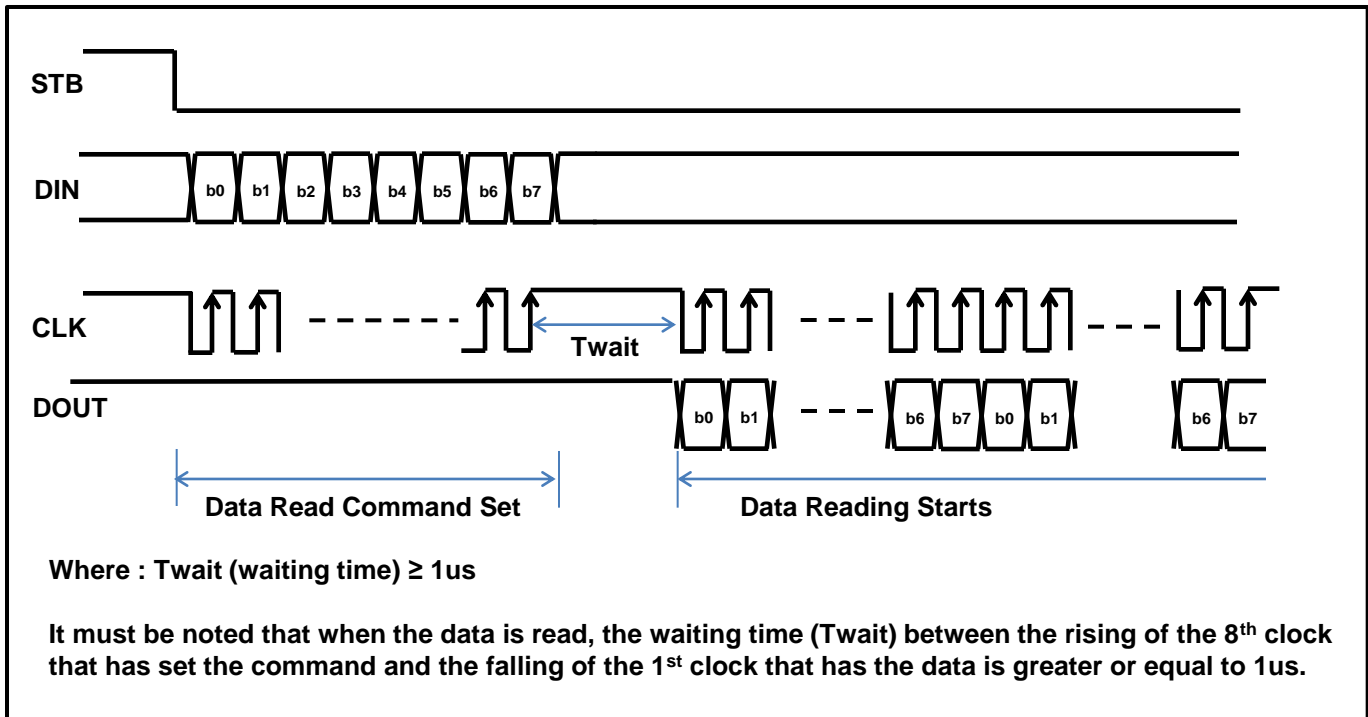 STB
DIN
b0 b1 b2 b3 b4 b5 b6 b7
CLK
Twait
DOUT
b0 b1 b6 b7 b0 b1 b6 b7
Data Read Command Set Data Reading Starts
Where : Twait (waiting time) ≥ 1us
It must be noted that when the data is read, the waiting time (Twait) between the rising of the 8th clock
that has set the command and the falling of the 1st clock that has the data is greater or equal to 1us.